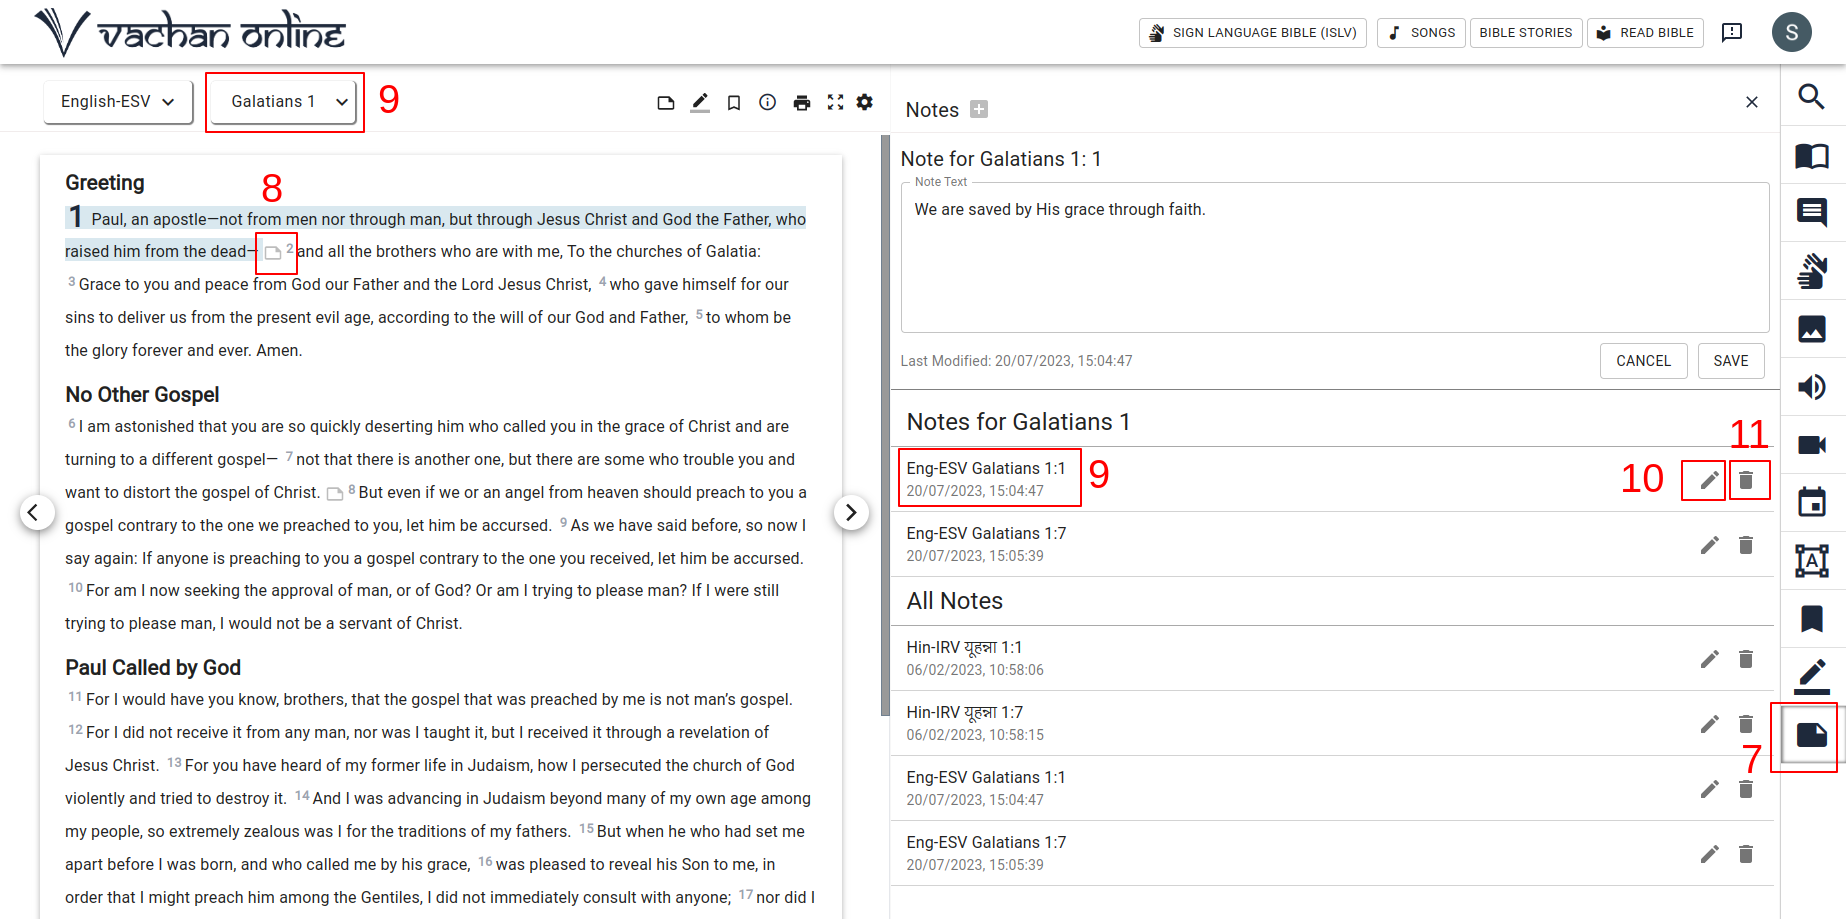 vachan online
SIGN LANGUAGE BIBLE (ISLV)
SONGS
BIBLE STORIES
READ BIBLE
S
English-ESV
Galatians 1
9
Greeting
8
1 Paul, an apostle—not from men nor through man, but through Jesus Christ and God the Father, who
raised him from the dead— 2 and all the brothers who are with me, To the churches of Galatia:
3 Grace to you and peace from God our Father and the Lord Jesus Christ, 4 who gave himself for our
sins to deliver us from the present evil age, according to the will of our God and Father, 5 to whom be
the glory forever and ever. Amen.
No Other Gospel
6 I am astonished that you are so quickly deserting him who called you in the grace of Christ and are
turning to a different gospel— 7 not that there is another one, but there are some who trouble you and
want to distort the gospel of Christ. 8 But even if we or an angel from heaven should preach to you a
gospel contrary to the one we preached to you, let him be accursed. 9 As we have said before, so now I
say again: If anyone is preaching to you a gospel contrary to the one you received, let him be accursed.
10 For am I now seeking the approval of man, or of God? Or am I trying to please man? If I were still
trying to please man, I would not be a servant of Christ.
Paul Called by God
11 For I would have you know, brothers, that the gospel that was preached by me is not man's gospel.
12 For I did not receive it from any man, nor was I taught it, but I received it through a revelation of
Jesus Christ. 13 For you have heard of my former life in Judaism, how I persecuted the church of God
violently and tried to destroy it. 14 And I was advancing in Judaism beyond many of my own age among
my people, so extremely zealous was I for the traditions of my fathers. 15 But when he who had set me
apart before I was born, and who called me by his grace, 16 was pleased to reveal his Son to me, in
order that I might preach him among the Gentiles, I did not immediately consult with anyone; 17 nor did I
Notes
Note for Galatians 1: 1
Note Text
We are saved by His grace through faith.
Last Modified: 20/07/2023, 15:04:47
CANCEL
SAVE
Notes for Galatians 1
Eng-ESV Galatians 1:1
20/07/2023, 15:04:47
9
10
11
Eng-ESV Galatians 1:7
20/07/2023, 15:05:39
All Notes
Hin-IRV यूहन्ना 1:1
06/02/2023, 10:58:06
Hin-IRV यूहन्ना 1:7
06/02/2023, 10:58:15
Eng-ESV Galatians 1:1
20/07/2023, 15:04:47
Eng-ESV Galatians 1:7
20/07/2023, 15:05:39
A
7